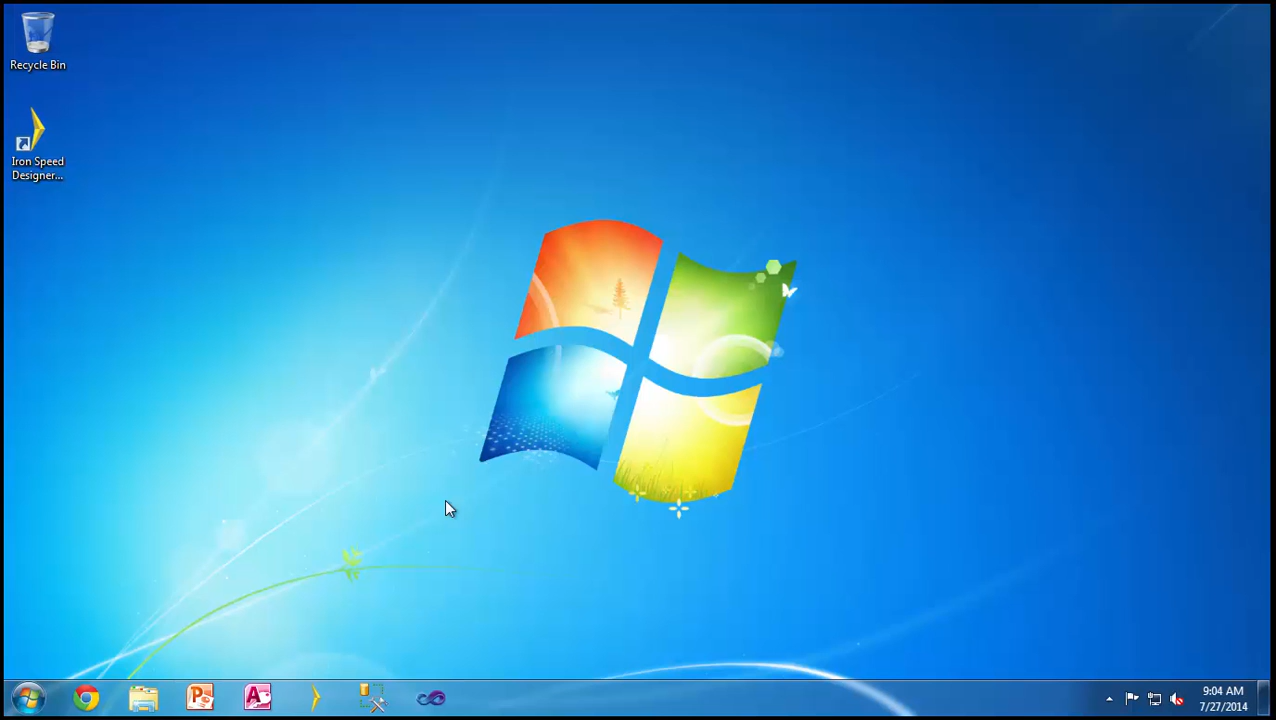 Recycle Bin
Iron Speed
Designer...
P
A
9:04 AM
7/27/2014